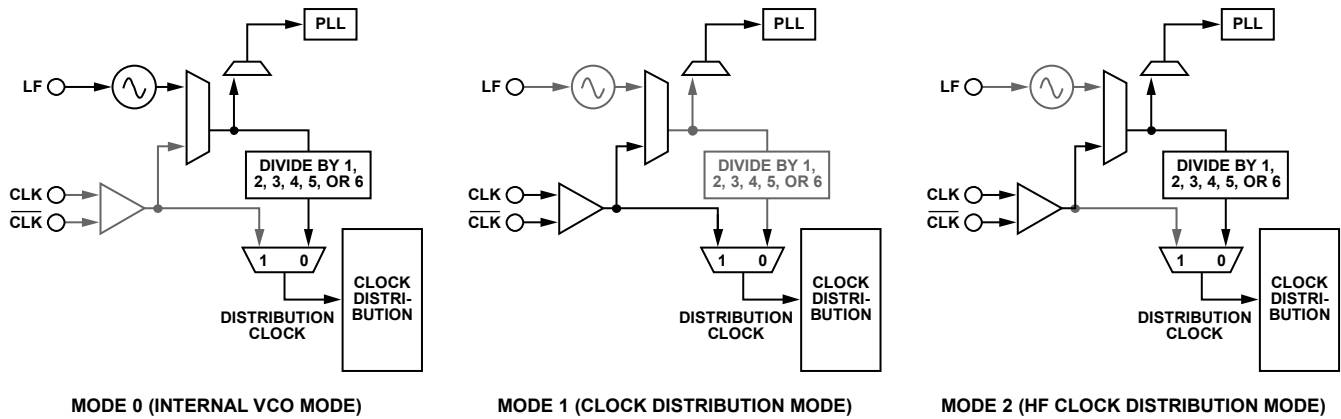 PLL
LF
DIVIDE BY 1,
2, 3, 4, 5, OR 6
CLK
CLK
1 0
CLOCK
DISTRI-
BUTION
DISTRIBUTION
CLOCK
MODE 0 (INTERNAL VCO MODE)
PLL
LF
DIVIDE BY 1,
2, 3, 4, 5, OR 6
CLK
CLK
1 0
CLOCK
DISTRI-
BUTION
DISTRIBUTION
CLOCK
MODE 1 (CLOCK DISTRIBUTION MODE)
PLL
LF
DIVIDE BY 1,
2, 3, 4, 5, OR 6
CLK
CLK
1 0
CLOCK
DISTRI-
BUTION
DISTRIBUTION
CLOCK
MODE 2 (HF CLOCK DISTRIBUTION MODE)